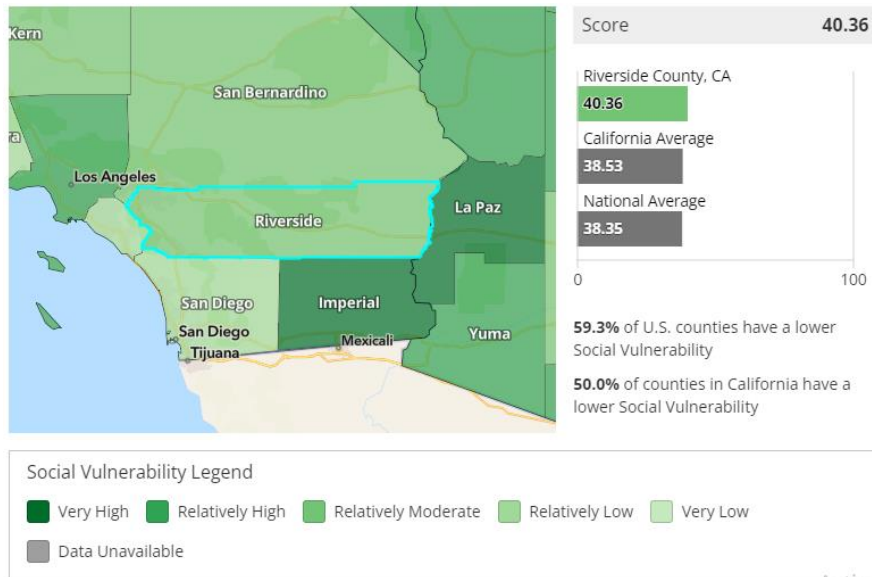 Kern
San Bernardino
ra
Los Angeles
Riverside
La Paz
San Diego
Imperial
San Diego
Yuma
Mexicali
Tijuana
Score 40.36
Riverside County, CA
40.36
California Average
38.53
National Average
38.35
0 100
59.3% of U.S. counties have a lower
Social Vulnerability
50.0% of counties in California have a
lower Social Vulnerability
Social Vulnerability Legend
Very High Relatively High Relatively Moderate Relatively Low Very Low
Data Unavailable